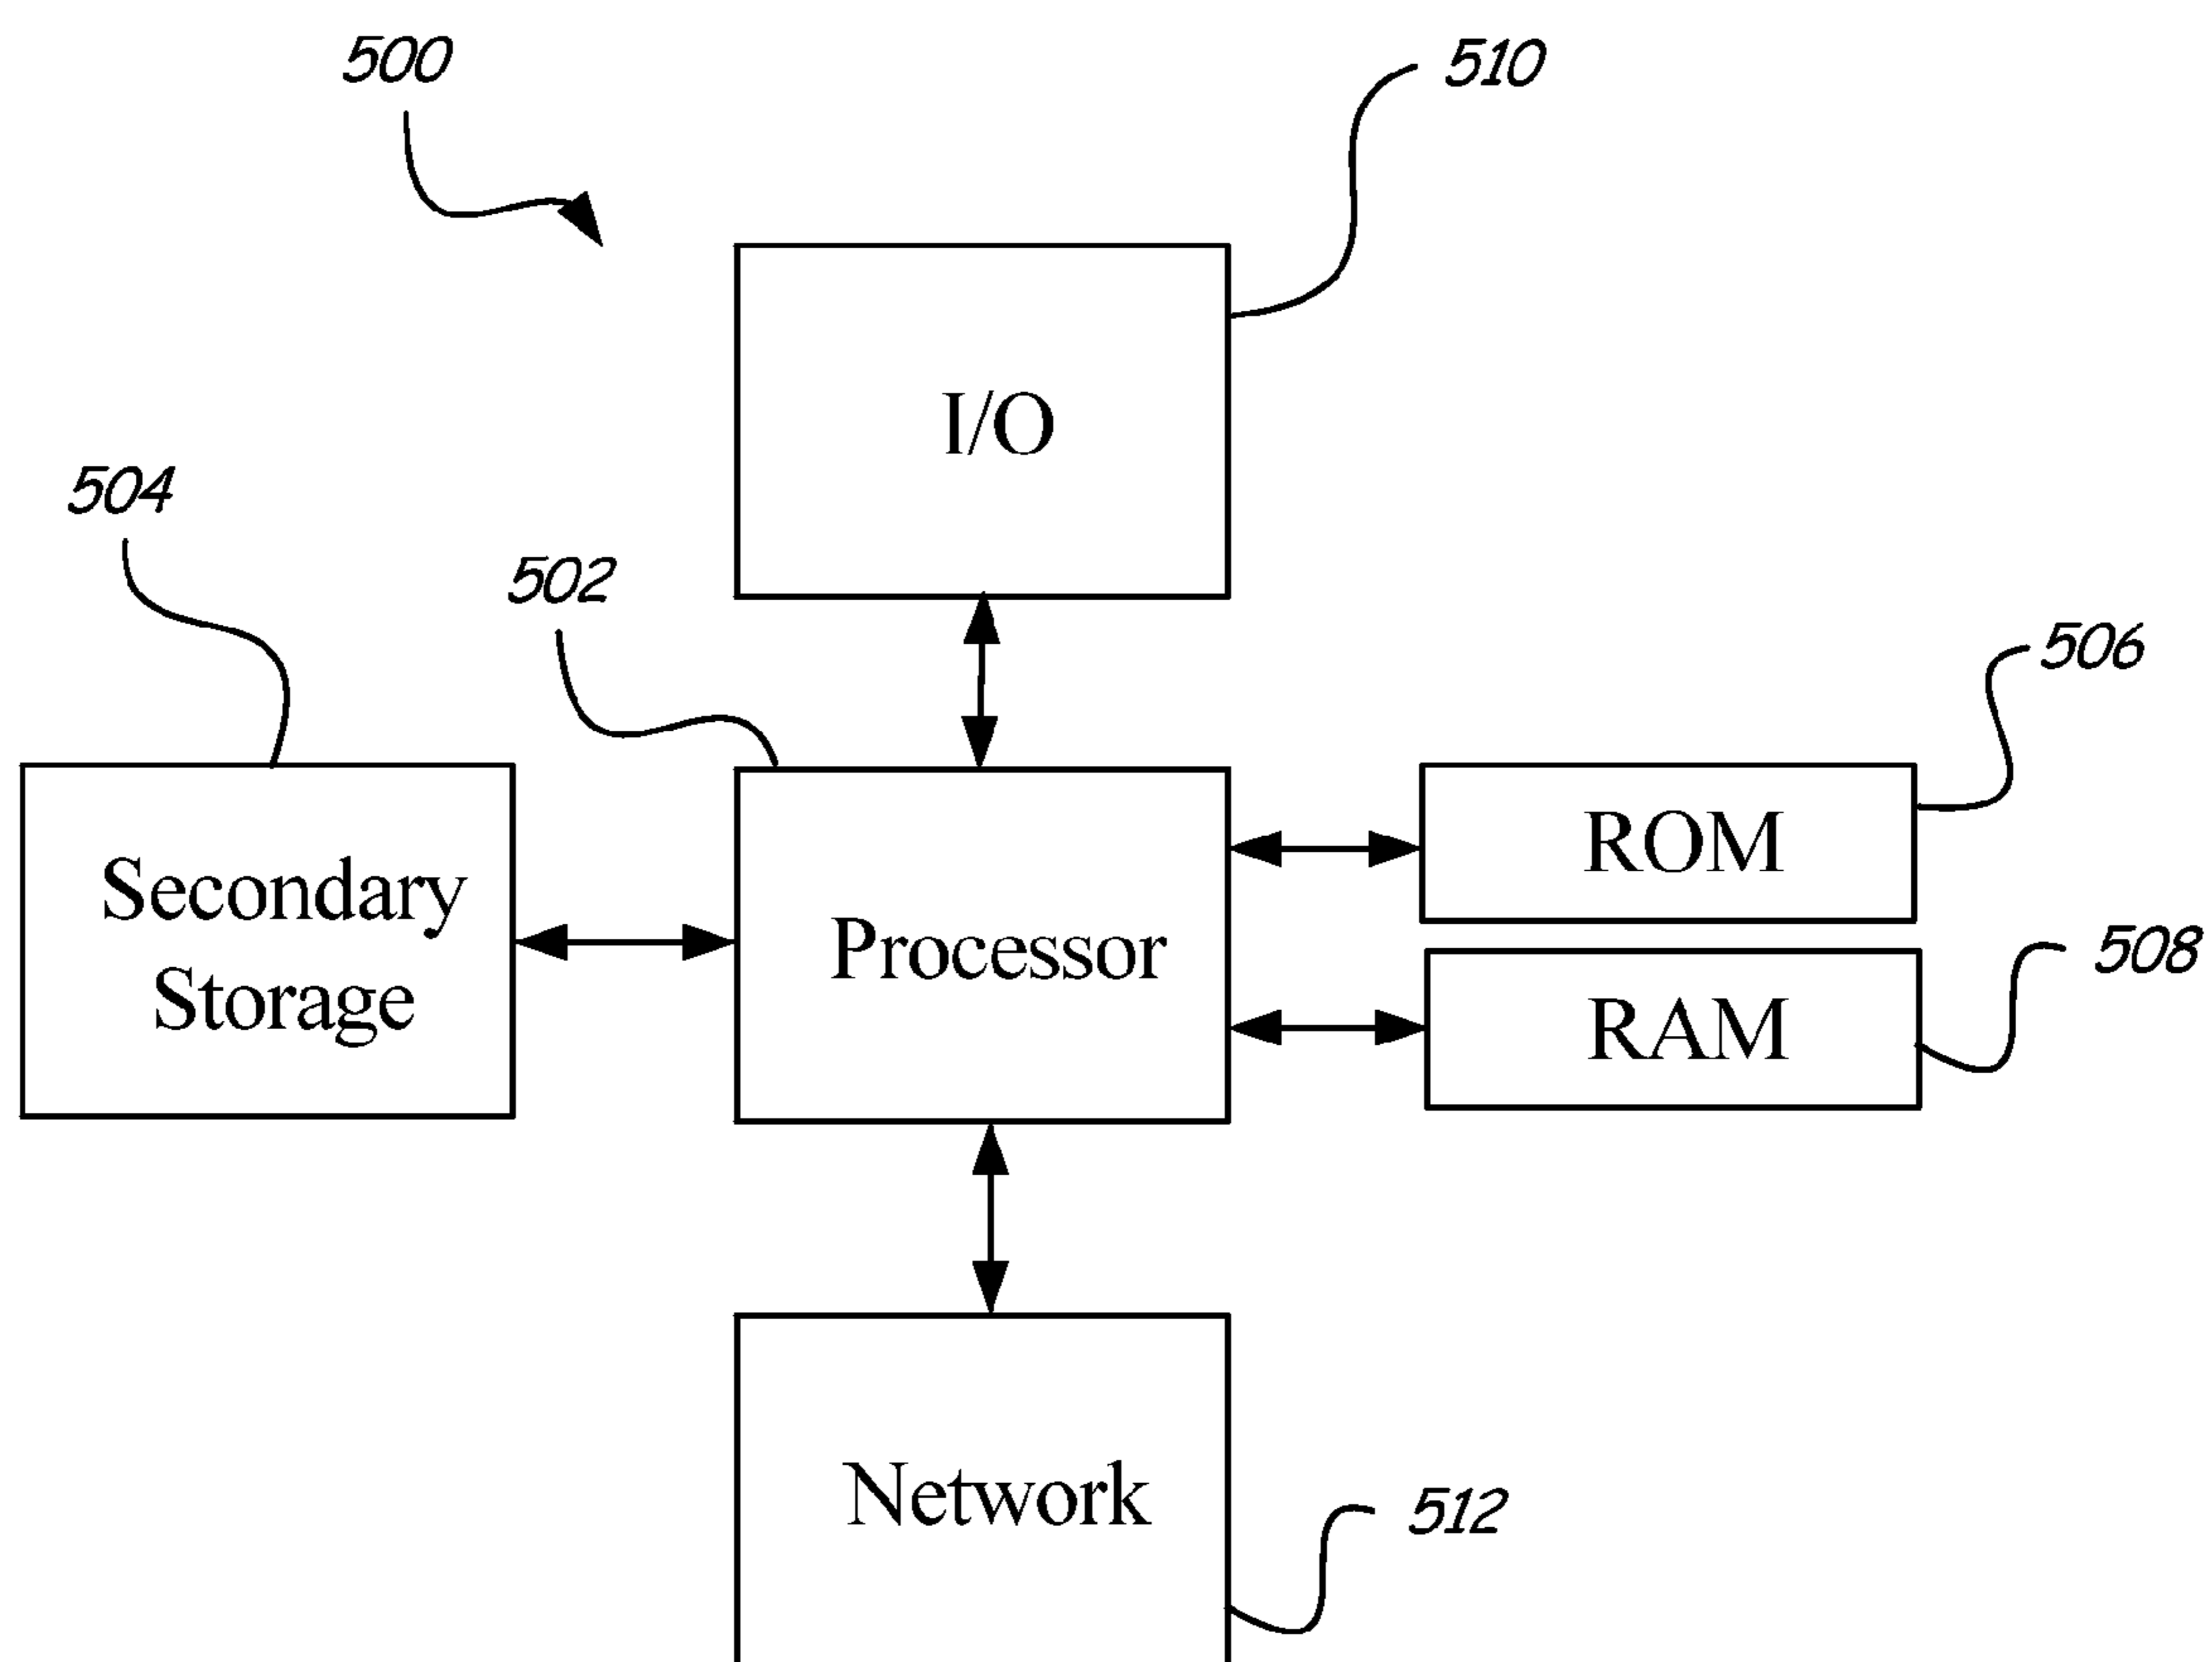 500
510
I/O
504
502
506
Secondary
Storage
Processor
ROM
508
RAM
Network
512